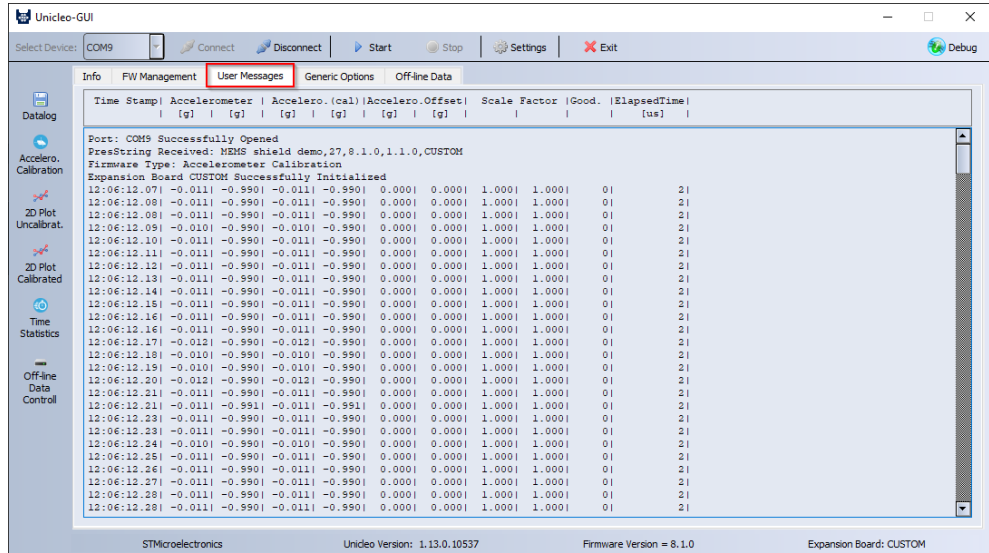 Unicleo-GUI
Select Device: COM9 Connect Disconnect Start Stop Settings Exit Debug
Info FW Management User Messages Generic Options Off-line Data
Datalog
Accelero.
Calibration
2D Plot
Uncalibrat.
2D Plot
Calibrated
Time
Statistics
Off-line
Data
Controll
Time Stamp| Accelerometer | Accelero.(cal)|Accelero.Offset| Scale Factor |Good. |ElapsedTime|
| [g] | [g] | [g] | [g] | [g] | [g] | | | | [us] |
Port: COM9 Successfully Opened
PresString Received: MEMS shield demo,27,8.1.0,1.1.0,CUSTOM
Firmware Type: Accelerometer Calibration
Expansion Board CUSTOM Successfully Initialized
12:06:12.07| -0.011| -0.990| -0.011| -0.990| 0.000| 0.000| 1.000| 1.000| 0| 2|
12:06:12.08| -0.011| -0.990| -0.011| -0.990| 0.000| 0.000| 1.000| 1.000| 0| 2|
12:06:12.08| -0.011| -0.990| -0.011| -0.990| 0.000| 0.000| 1.000| 1.000| 0| 2|
12:06:12.09| -0.010| -0.990| -0.010| -0.990| 0.000| 0.000| 1.000| 1.000| 0| 2|
12:06:12.10| -0.011| -0.990| -0.011| -0.990| 0.000| 0.000| 1.000| 1.000| 0| 2|
12:06:12.11| -0.011| -0.990| -0.011| -0.990| 0.000| 0.000| 1.000| 1.000| 0| 2|
12:06:12.12| -0.011| -0.990| -0.011| -0.990| 0.000| 0.000| 1.000| 1.000| 0| 2|
12:06:12.13| -0.011| -0.990| -0.011| -0.990| 0.000| 0.000| 1.000| 1.000| 0| 2|
12:06:12.14| -0.011| -0.990| -0.011| -0.990| 0.000| 0.000| 1.000| 1.000| 0| 2|
12:06:12.15| -0.011| -0.990| -0.011| -0.990| 0.000| 0.000| 1.000| 1.000| 0| 2|
12:06:12.16| -0.011| -0.990| -0.011| -0.990| 0.000| 0.000| 1.000| 1.000| 0| 2|
12:06:12.16| -0.011| -0.990| -0.011| -0.990| 0.000| 0.000| 1.000| 1.000| 0| 2|
12:06:12.17| -0.012| -0.990| -0.012| -0.990| 0.000| 0.000| 1.000| 1.000| 0| 2|
12:06:12.18| -0.010| -0.990| -0.010| -0.990| 0.000| 0.000| 1.000| 1.000| 0| 2|
12:06:12.19| -0.010| -0.990| -0.010| -0.990| 0.000| 0.000| 1.000| 1.000| 0| 2|
12:06:12.20| -0.012| -0.990| -0.012| -0.990| 0.000| 0.000| 1.000| 1.000| 0| 2|
12:06:12.21| -0.011| -0.990| -0.011| -0.990| 0.000| 0.000| 1.000| 1.000| 0| 2|
12:06:12.21| -0.011| -0.991| -0.011| -0.991| 0.000| 0.000| 1.000| 1.000| 0| 2|
12:06:12.23| -0.011| -0.990| -0.011| -0.990| 0.000| 0.000| 1.000| 1.000| 0| 2|
12:06:12.23| -0.011| -0.990| -0.011| -0.990| 0.000| 0.000| 1.000| 1.000| 0| 2|
12:06:12.24| -0.010| -0.990| -0.010| -0.990| 0.000| 0.000| 1.000| 1.000| 0| 2|
12:06:12.25| -0.011| -0.990| -0.011| -0.990| 0.000| 0.000| 1.000| 1.000| 0| 2|
12:06:12.26| -0.011| -0.990| -0.011| -0.990| 0.000| 0.000| 1.000| 1.000| 0| 2|
12:06:12.27| -0.011| -0.990| -0.011| -0.990| 0.000| 0.000| 1.000| 1.000| 0| 2|
12:06:12.28| -0.011| -0.990| -0.011| -0.990| 0.000| 0.000| 1.000| 1.000| 0| 2|
12:06:12.28| -0.011| -0.990| -0.011| -0.990| 0.000| 0.000| 1.000| 1.000| 0| 2|
STMicroelectronics Unicleo Version: 1.13.0.10537 Firmware Version = 8.1.0 Expansion Board: CUSTOM